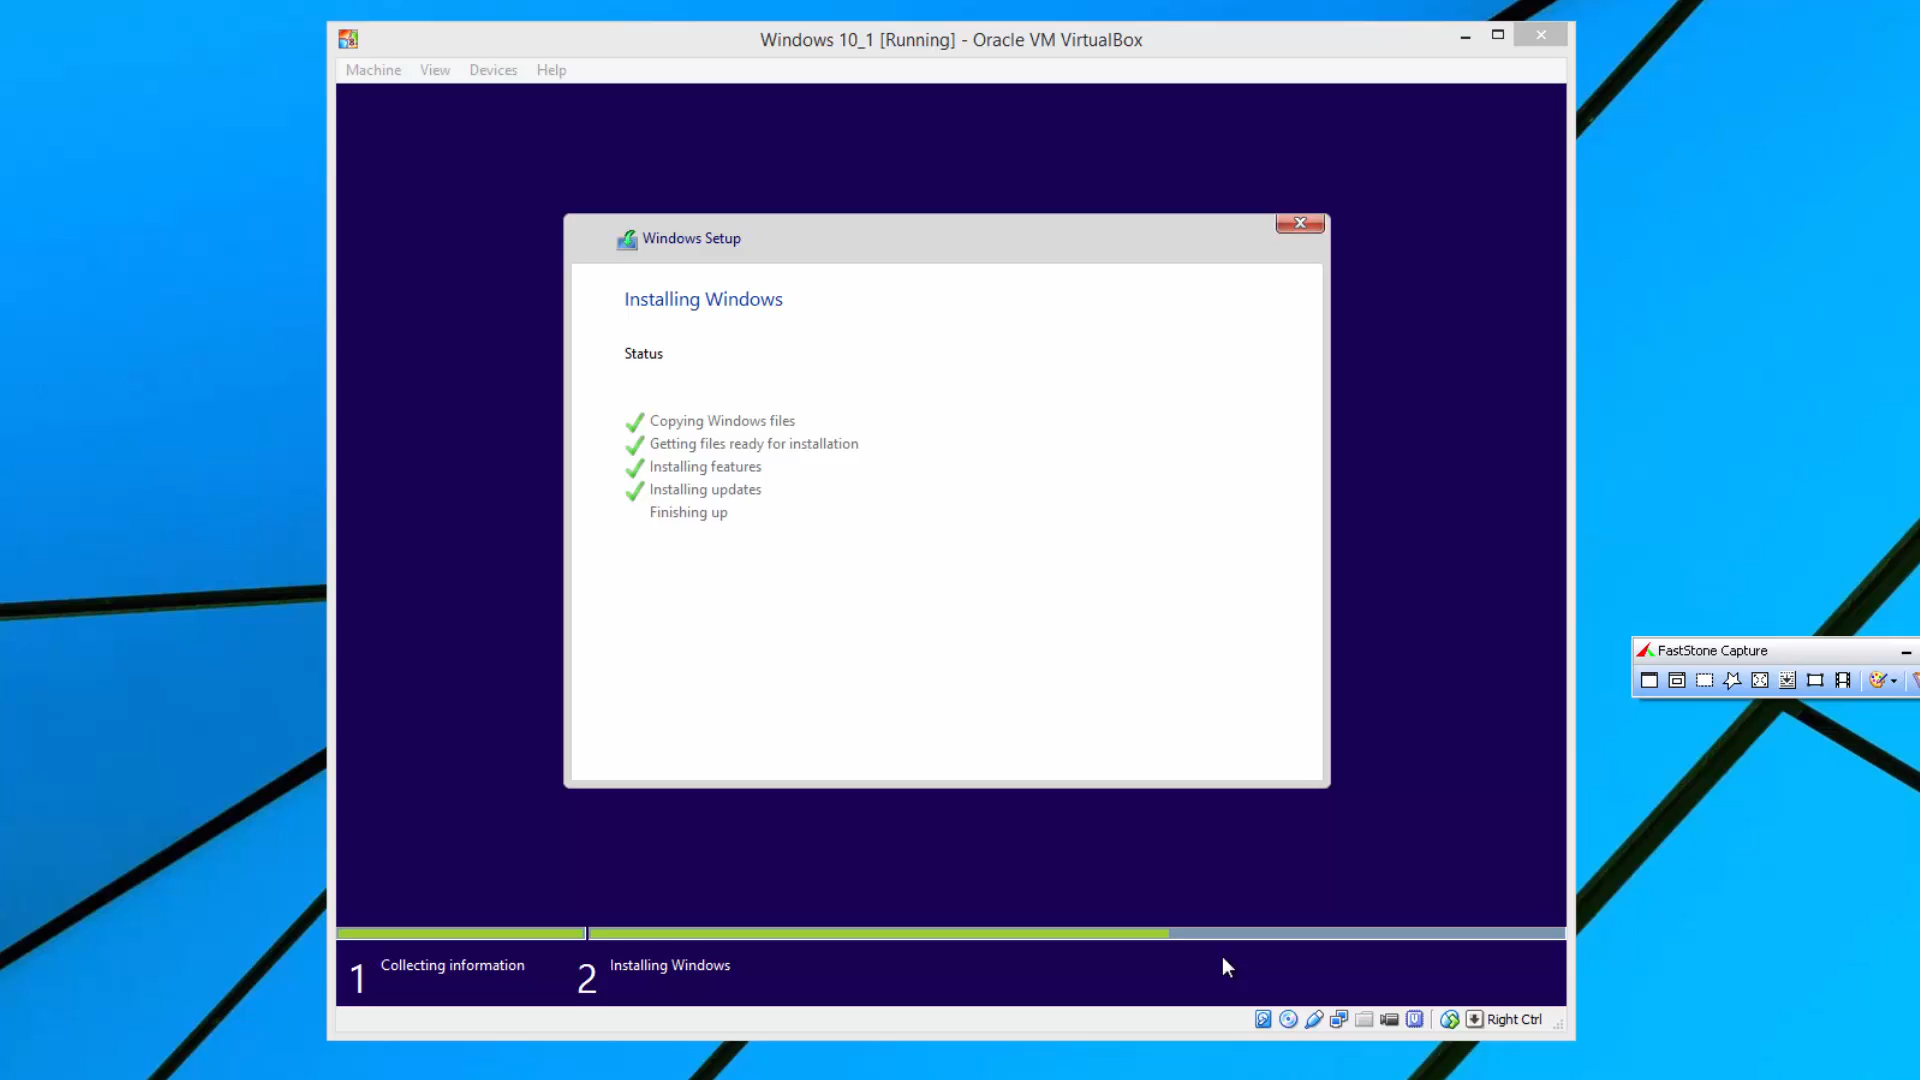 Windows 10_1 [Running] - Oracle VM VirtualBox
Machine View Devices Help
Windows Setup
Installing Windows
Status
Copying Windows files
Getting files ready for installation
Installing features
Installing updates
Finishing up
FastStone Capture
1 Collecting information 2 Installing Windows
Right Ctrl